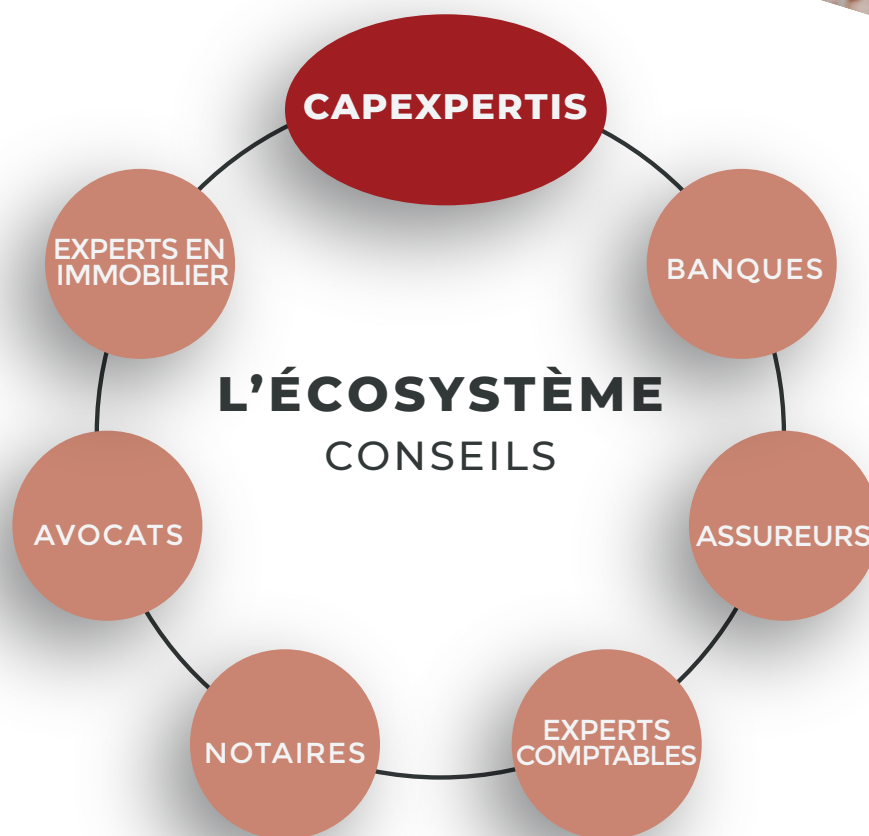 CAPEXPERTIS
EXPERTS EN
IMMOBILIER
BANQUES
L’ÉCOSYSTÈME
CONSEILS
AVOCATS
ASSUREURS
NOTAIRES
EXPERTS
COMPTABLES